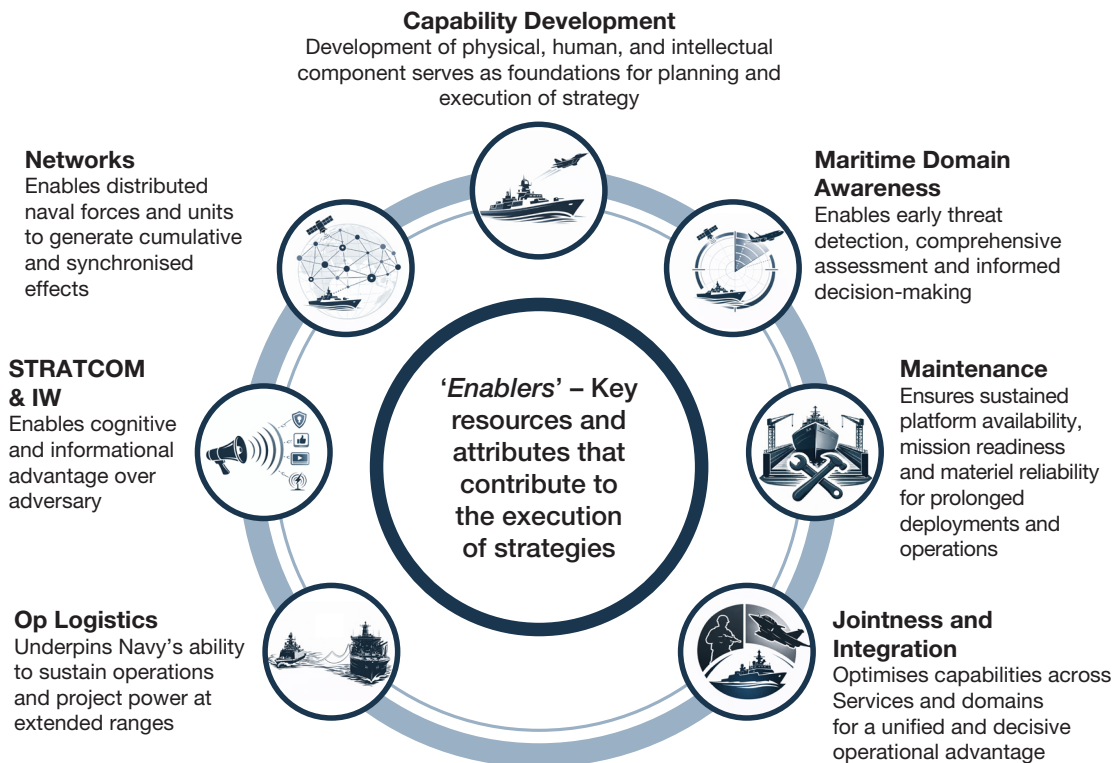 Capability Development
Development of physical, human, and intellectual
component serves as foundations for planning and
execution of strategy
Networks
Enables distributed
naval forces and units
to generate cumulative
and synchronised
effects
Maritime Domain
Awareness
Enables early threat
detection, comprehensive
assessment and informed
decision-making
STRATCOM
& IW
Enables cognitive
and informational
advantage over
adversary
‘Enablers’ – Key
resources and
attributes that
contribute to
the execution
of strategies
Maintenance
Ensures sustained
platform availability,
mission readiness
and materiel reliability
for prolonged
deployments and
operations
Op Logistics
Underpins Navy’s ability
to sustain operations
and project power at
extended ranges
Jointness and
Integration
Optimises capabilities across
Services and domains
for a unified and decisive
operational advantage